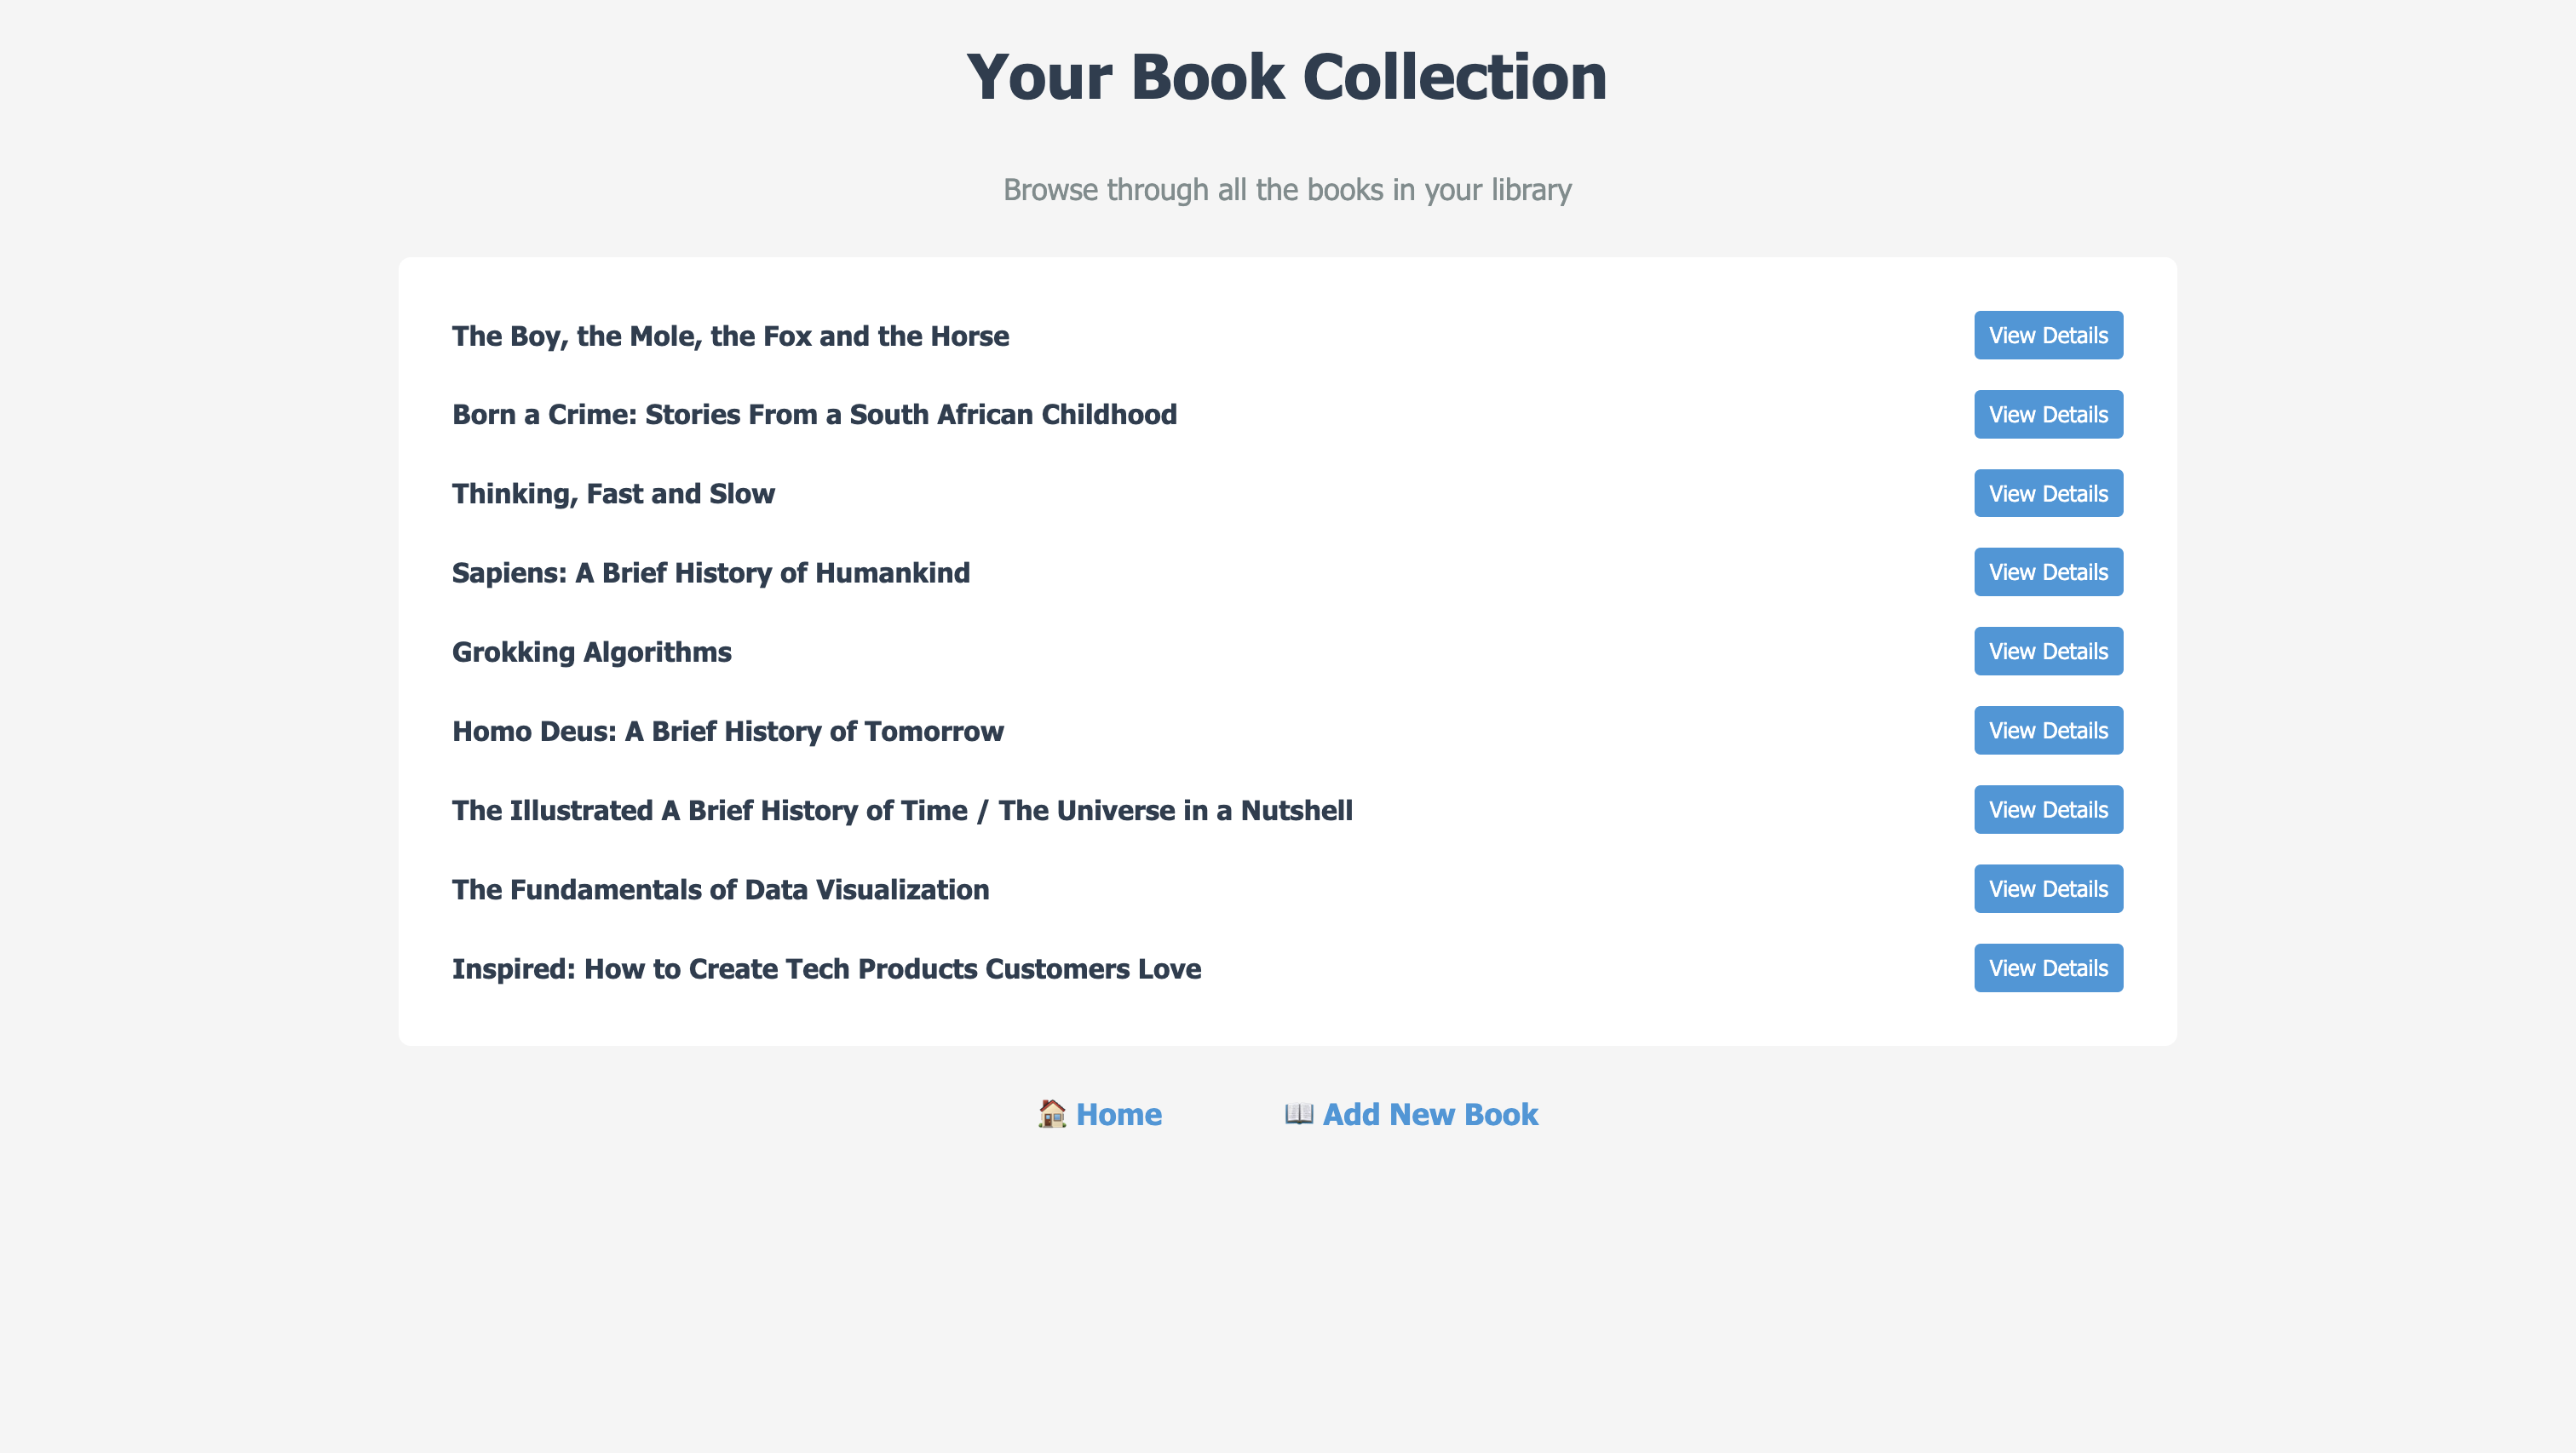 Your Book Collection
Browse through all the books in your library
The Boy, the Mole, the Fox and the Horse View Details
Born a Crime: Stories From a South African Childhood View Details
Thinking, Fast and Slow View Details
Sapiens: A Brief History of Humankind View Details
Grokking Algorithms View Details
Homo Deus: A Brief History of Tomorrow View Details
The Illustrated A Brief History of Time / The Universe in a Nutshell View Details
The Fundamentals of Data Visualization View Details
Inspired: How to Create Tech Products Customers Love View Details
🏠 Home 📖 Add New Book